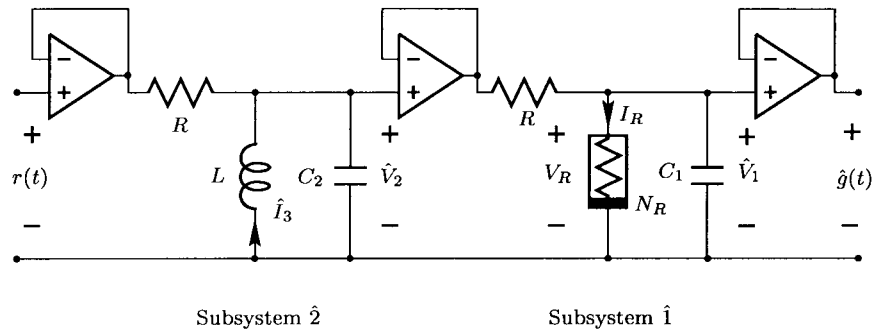 − + R − + R − +
+ I_R + +
r(t) L C_2 V̂_2 V_R C_1 V̂_1 ĝ(t)
− Î_3 − − N_R − −
Subsystem 2̂ Subsystem 1̂